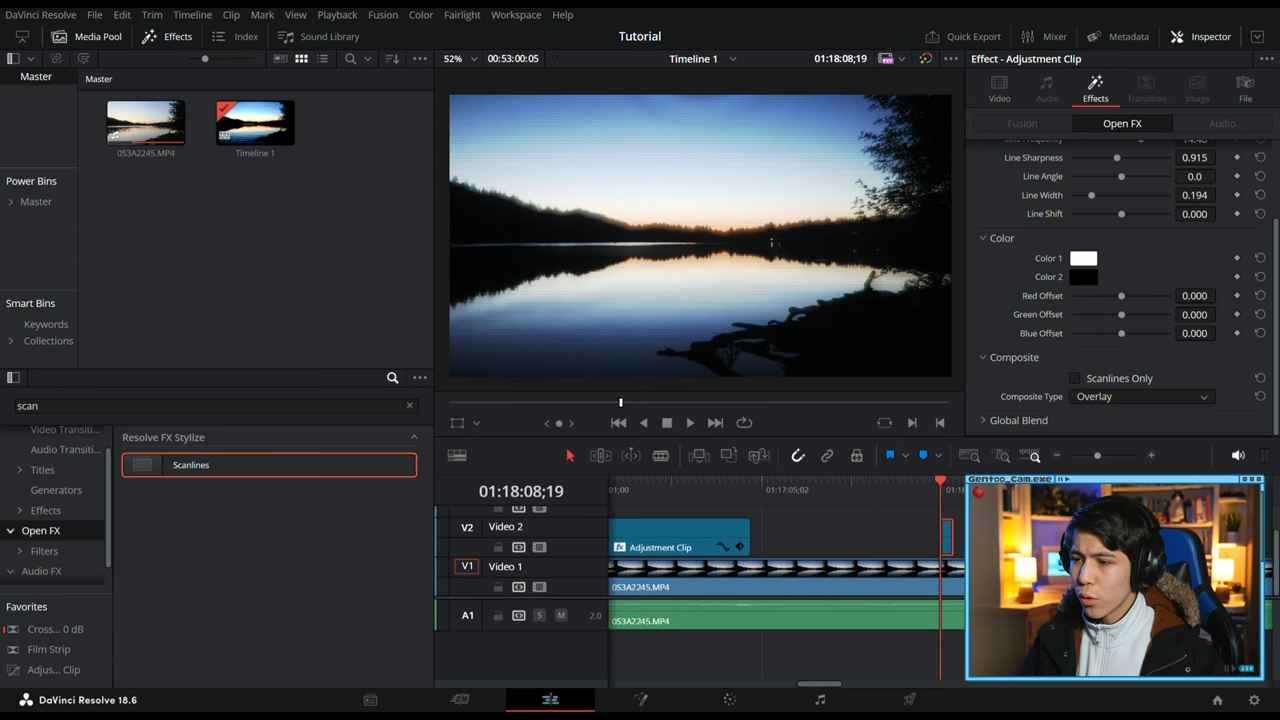 DaVinci Resolve File Edit Trim Timeline Clip Mark View Playback Fusion Color Fairlight Workspace Help
Media Pool Effects Index Sound Library Tutorial Quick Export Mixer Metadata Inspector
52% 00:53:00:05 Timeline 1 01:18:08;19 Effect - Adjustment Clip
Master
Master
0S3A2245.MP4
Timeline 1
Power Bins
Master
Smart Bins
Keywords
Collections
Video Audio Effects Transition Image File
Fusion Open FX Audio
Line Frequency 14.48
Line Sharpness 0.915
Line Angle 0.0
Line Width 0.194
Line Shift 0.000
Color
Color 1
Color 2
Red Offset 0.000
Green Offset 0.000
Blue Offset 0.000
Composite
Scanlines Only
Composite Type Overlay
Global Blend
scan
Video Transiti...
Audio Transiti...
Titles
Generators
Effects
Open FX
Filters
Audio FX
Favorites
Cross... 0 dB
Film Strip
Adjus... Clip
Resolve FX Stylize
Scanlines
01:18:08;19
01:17:05;02
V2 Video 2
Adjustment Clip
V1 Video 1
0S3A2245.MP4
A1 S M 2.0
0S3A2245.MP4
Gentoo_Cam.exe
DaVinci Resolve 18.6